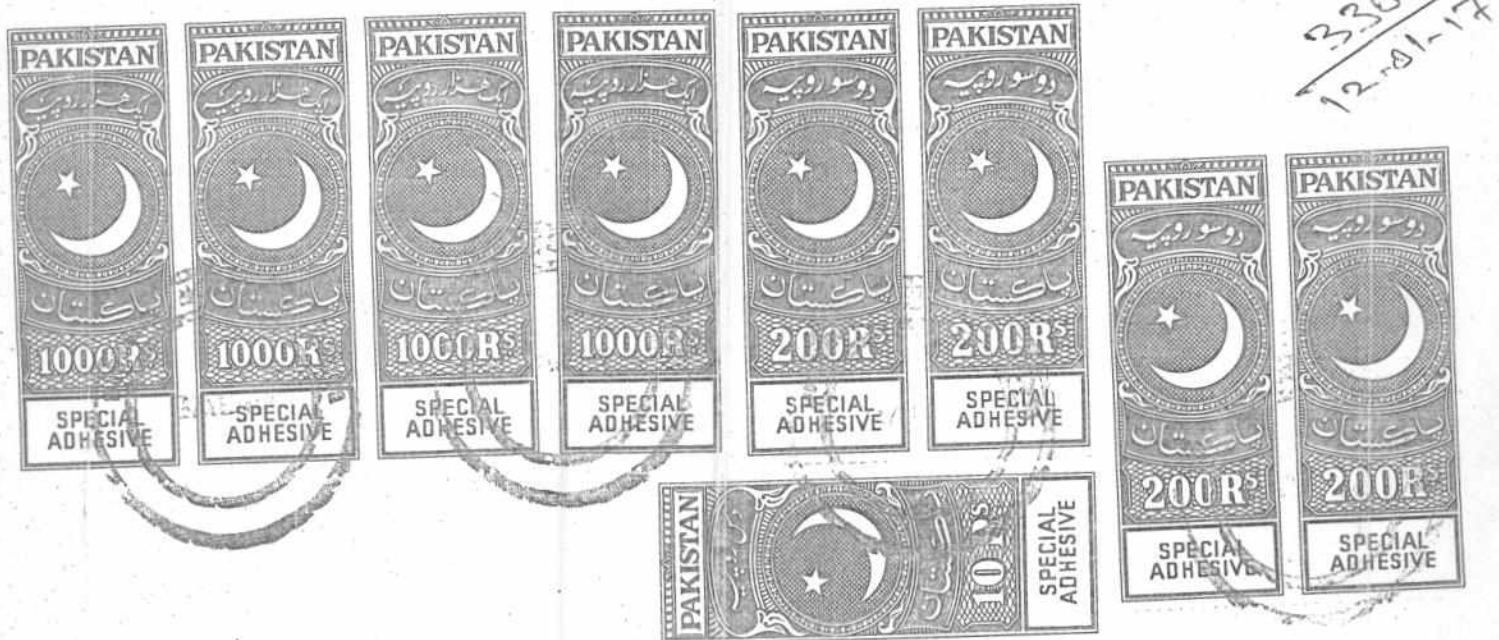 12-01-17
PAKISTAN
ایک ہزار روپیہ
پاکستان
1000Rs
SPECIAL
ADHESIVE
PAKISTAN
ایک ہزار روپیہ
پاکستان
1000Rs
SPECIAL
ADHESIVE
PAKISTAN
ایک ہزار روپیہ
پاکستان
1000Rs
SPECIAL
ADHESIVE
PAKISTAN
ایک ہزار روپیہ
پاکستان
1000Rs
SPECIAL
ADHESIVE
PAKISTAN
دوسو روپیہ
پاکستان
200Rs
SPECIAL
ADHESIVE
PAKISTAN
دوسو روپیہ
پاکستان
200Rs
SPECIAL
ADHESIVE
PAKISTAN
دوسو روپیہ
پاکستان
200Rs
SPECIAL
ADHESIVE
PAKISTAN
دوسو روپیہ
پاکستان
200Rs
SPECIAL
ADHESIVE
PAKISTAN
پاکستان
10Rs
SPECIAL
ADHESIVE